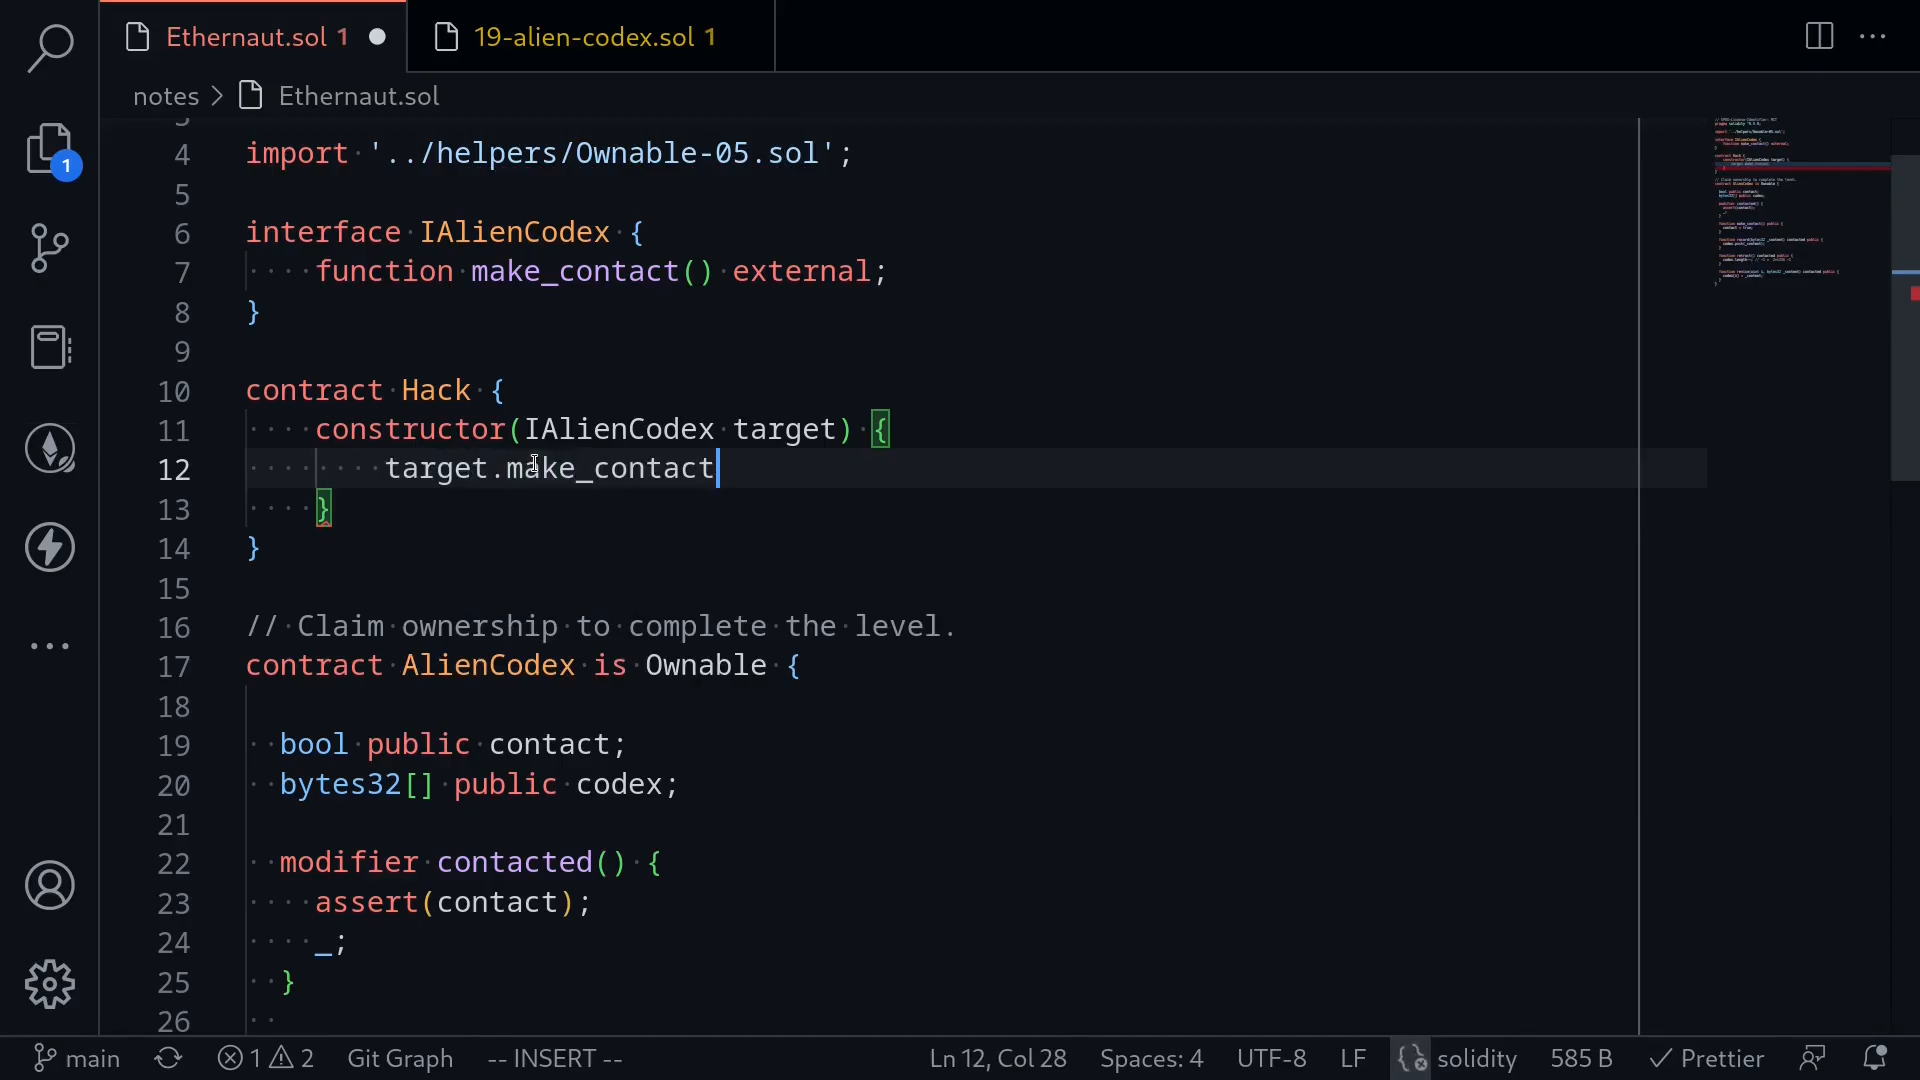 Ethernaut.sol 1
19-alien-codex.sol 1
notes > Ethernaut.sol
4 import '../helpers/Ownable-05.sol';
5
6 interface IAlienCodex {
7 function make_contact() external;
8 }
9
10 contract Hack {
11 constructor(IAlienCodex target) {
12 target.make_contact
13 }
14 }
15
16 // Claim ownership to complete the level.
17 contract AlienCodex is Ownable {
18
19 bool public contact;
20 bytes32[] public codex;
21
22 modifier contacted() {
23 assert(contact);
24 _;
25 }
26
1
main
1 2
Git Graph
-- INSERT --
Ln 12, Col 28
Spaces: 4
UTF-8
LF
solidity
585 B
Prettier